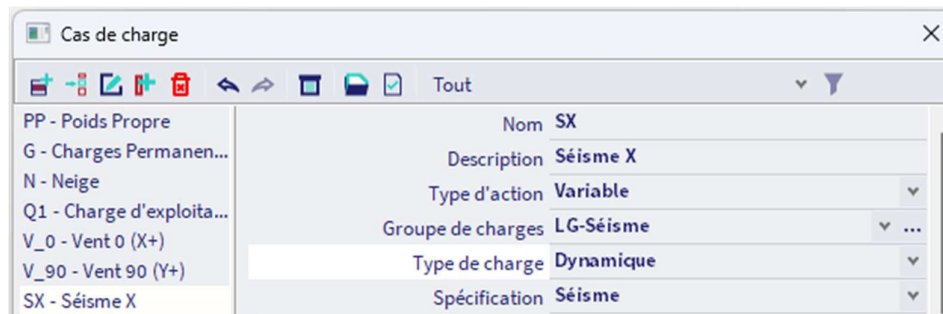 Cas de charge
Tout
PP - Poids Propre
G - Charges Permanen...
N - Neige
Q1 - Charge d'exploita...
V_0 - Vent 0 (X+)
V_90 - Vent 90 (Y+)
SX - Séisme X
Nom SX
Description Séisme X
Type d'action Variable
Groupe de charges LG-Séisme ...
Type de charge Dynamique
Spécification Séisme